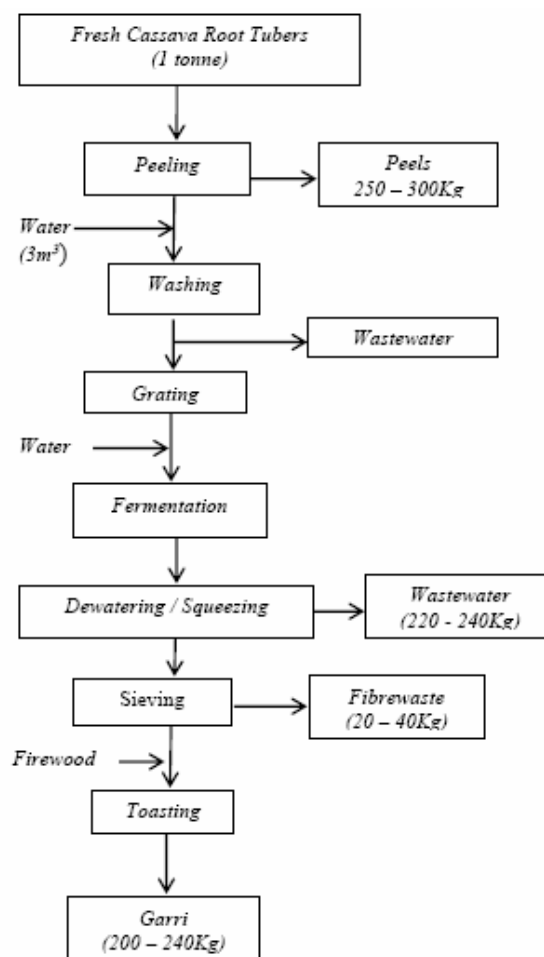 Fresh Cassava Root Tubers
(1 tonne)
Peeling
Peels
250 – 300Kg
Water
(3m³)
Washing
Wastewater
Grating
Water
Fermentation
Dewatering / Squeezing
Wastewater
(220 - 240Kg)
Sieving
Fibrewaste
(20 – 40Kg)
Firewood
Toasting
Garri
(200 – 240Kg)